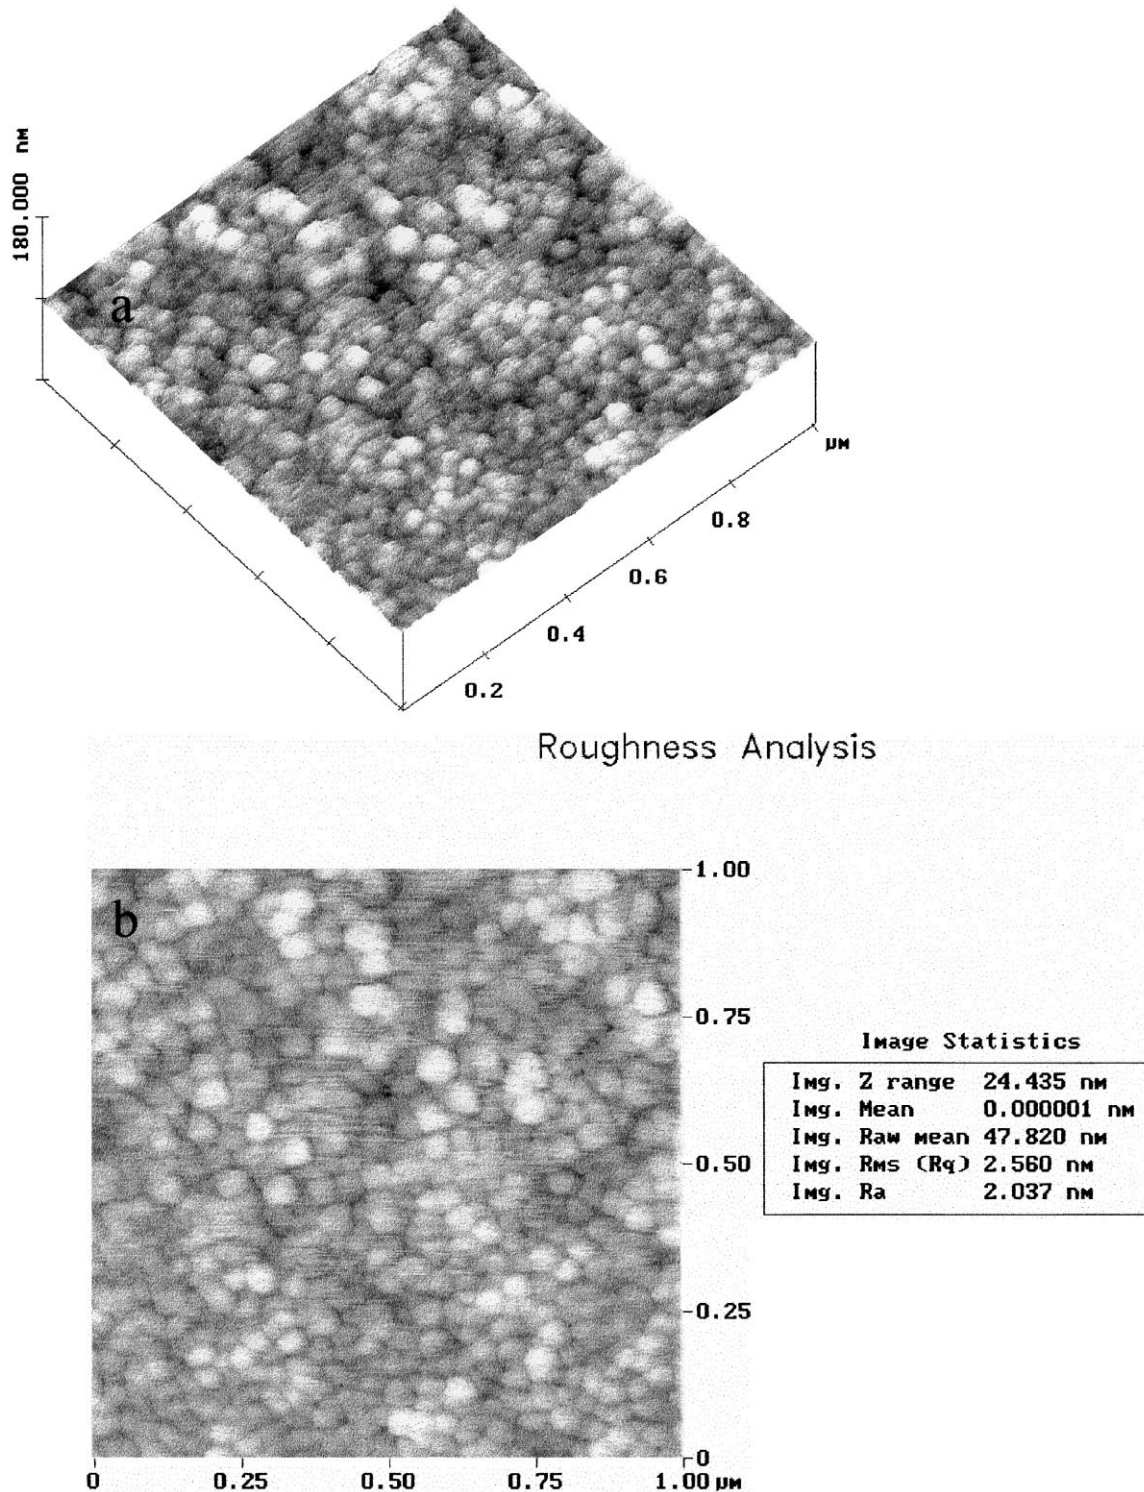 180.000 nm
a
µm
0.8
0.6
0.4
0.2
Roughness Analysis
b
1.00
0.75
0.50
0.25
0
0 0.25 0.50 0.75 1.00 µm
Image Statistics
Img. Z range 24.435 nm
Img. Mean 0.000001 nm
Img. Raw mean 47.820 nm
Img. Rms (Rq) 2.560 nm
Img. Ra 2.037 nm